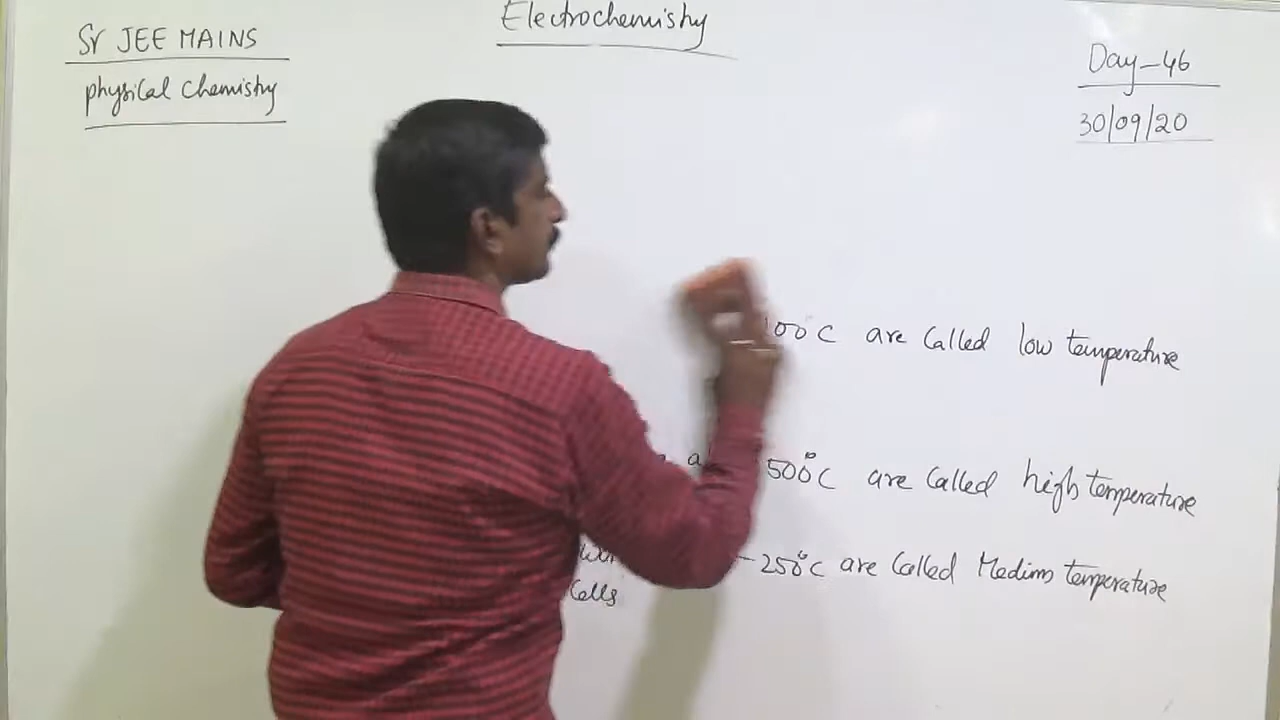 Sr JEE MAINS
physical chemistry
Electrochemistry
Day-46
30/09/20
100°C are called low temperature
500°C are called high temperature
-250°C are called Medium temperature
cells